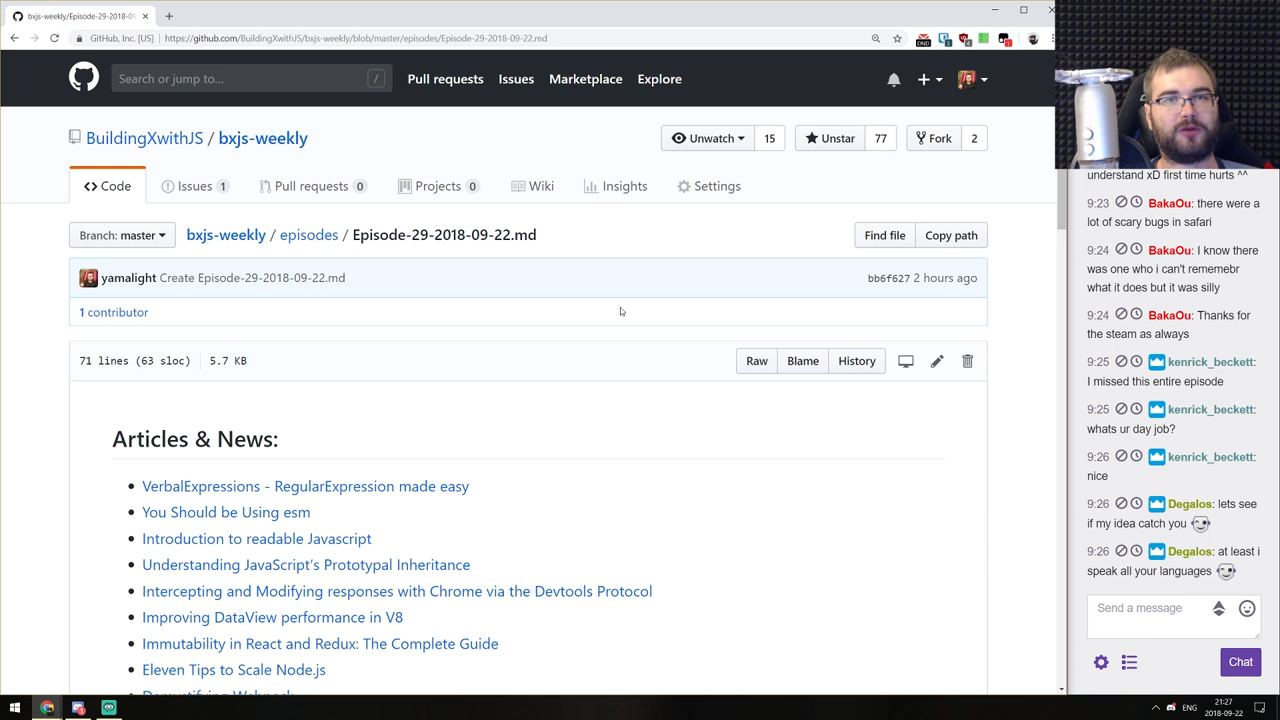 bxjs-weekly/Episode-29-2018-09-
GitHub, Inc. [US]
https://github.com/BuildingXwithJS/bxjs-weekly/blob/master/episodes/Episode-29-2018-09-22.md
Search or jump to...
/
Pull requests
Issues
Marketplace
Explore
BuildingXwithJS / bxjs-weekly
Unwatch 15
Unstar 77
Fork 2
Code
Issues 1
Pull requests 0
Projects 0
Wiki
Insights
Settings
Branch: master
bxjs-weekly / episodes / Episode-29-2018-09-22.md
Find file
Copy path
yamalight Create Episode-29-2018-09-22.md
bb6f627 2 hours ago
1 contributor
71 lines (63 sloc)
5.7 KB
Raw
Blame
History
Articles & News:
VerbalExpressions - RegularExpression made easy
You Should be Using esm
Introduction to readable Javascript
Understanding JavaScript's Prototypal Inheritance
Intercepting and Modifying responses with Chrome via the Devtools Protocol
Improving DataView performance in V8
Immutability in React and Redux: The Complete Guide
Eleven Tips to Scale Node.js
Demystifying Webpack
understand xD first time hurts ^^
9:23 BakaOu: there were a
lot of scary bugs in safari
9:24 BakaOu: I know there
was one who i can't rememebr
what it does but it was silly
9:24 BakaOu: Thanks for
the steam as always
9:25 kenrick_beckett:
I missed this entire episode
9:25 kenrick_beckett:
whats ur day job?
9:26 kenrick_beckett:
nice
9:26 Degalos: lets see
if my idea catch you
9:26 Degalos: at least i
speak all your languages
Send a message
Chat
ENG
21:27
2018-09-22